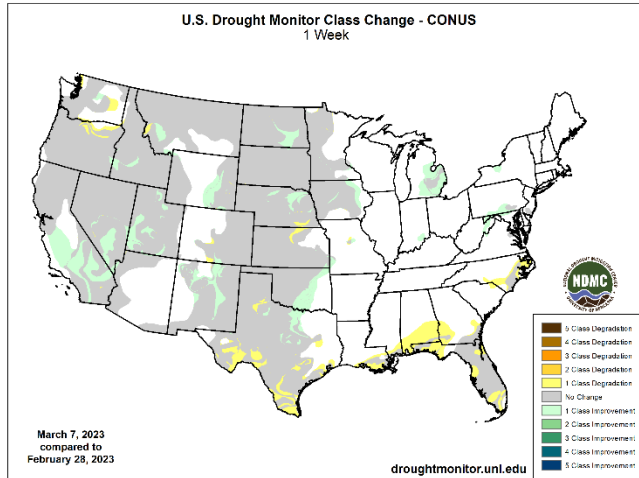 U.S. Drought Monitor Class Change - CONUS
1 Week
NDMC
5 Class Degradation
4 Class Degradation
3 Class Degradation
2 Class Degradation
1 Class Degradation
No Change
1 Class Improvement
2 Class Improvement
3 Class Improvement
4 Class Improvement
5 Class Improvement
March 7, 2023
compared to
February 28, 2023
droughtmonitor.unl.edu